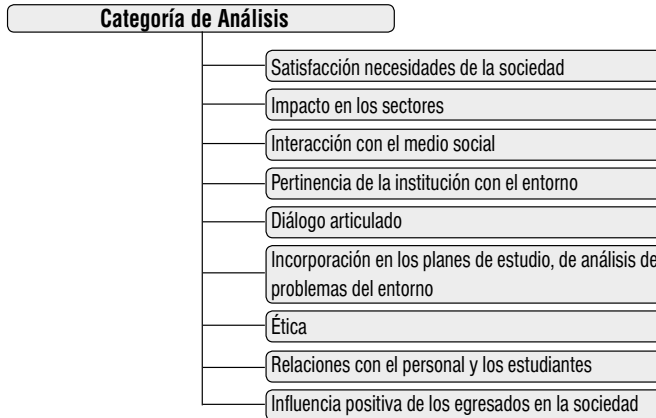 Categoría de Análisis
Satisfacción necesidades de la sociedad
Impacto en los sectores
Interacción con el medio social
Pertinencia de la institución con el entorno
Diálogo articulado
Incorporación en los planes de estudio, de análisis de
problemas del entorno
Ética
Relaciones con el personal y los estudiantes
Influencia positiva de los egresados en la sociedad